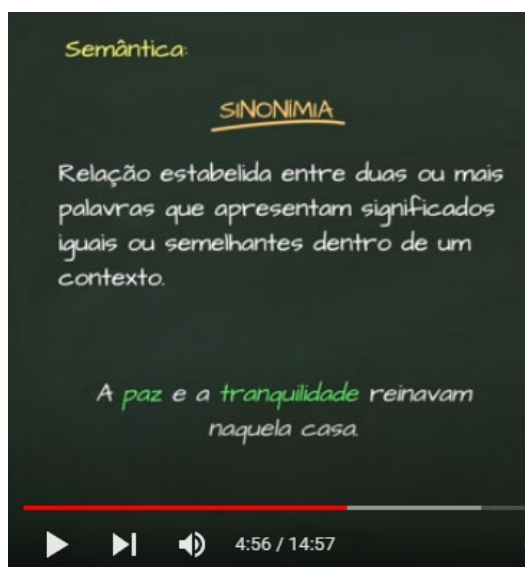 Semântica:
SINONÍMIA
Relação estabelida entre duas ou mais
palavras que apresentam significados
iguais ou semelhantes dentro de um
contexto.
A paz e a tranquilidade reinavam
naquela casa.
4:56 / 14:57